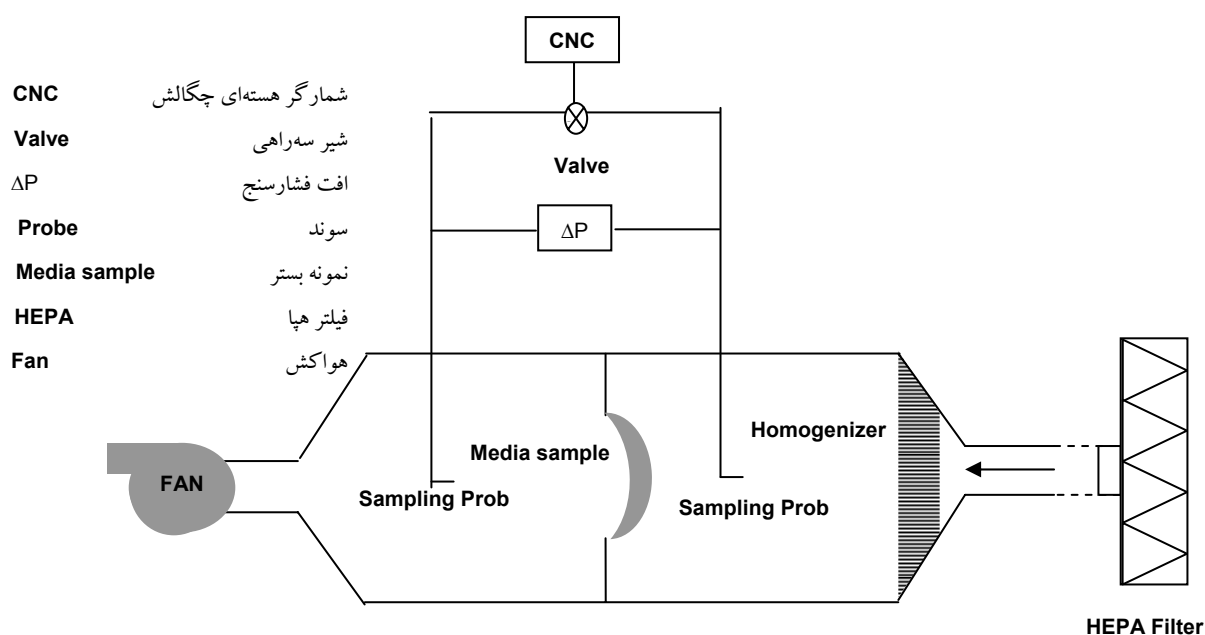 CNC
CNC شمارگر هسته‌ای چگالش
Valve شیر سه‌راهی
Valve
ΔP افت فشارسنج
ΔP
Probe سوند
Media sample نمونه بستر
HEPA فیلتر هپا
Fan هواکش
Homogenizer
Media sample
FAN
Sampling Prob
Sampling Prob
HEPA Filter